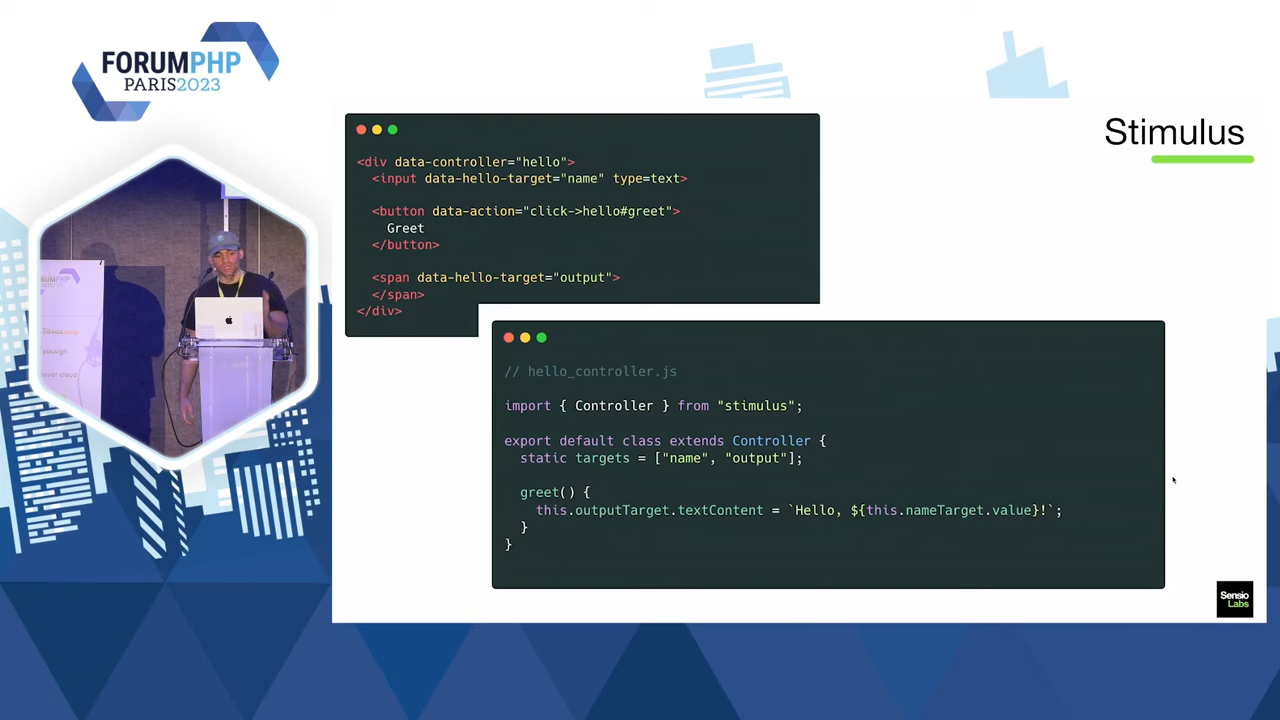 FORUMPHP
PARIS2023
Stimulus
<div data-controller="hello">
<input data-hello-target="name" type=text>
<button data-action="click->hello#greet">
Greet
</button>
<span data-hello-target="output">
</span>
</div>
// hello_controller.js
import { Controller } from "stimulus";
export default class extends Controller {
static targets = ["name", "output"];
greet() {
this.outputTarget.textContent = `Hello, ${this.nameTarget.value}!`;
}
}
Sensio
Labs
yousign